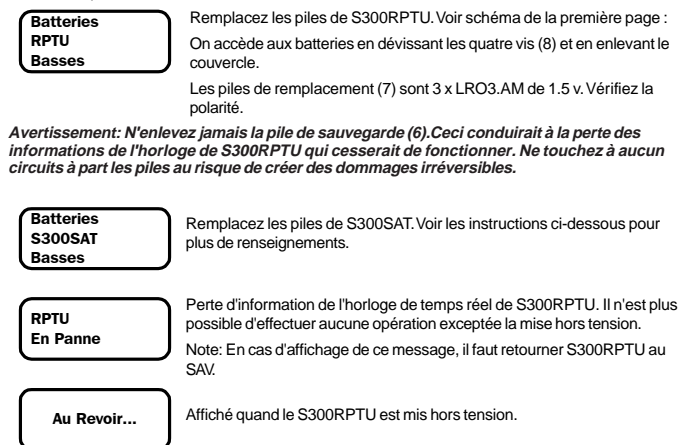 Batteries
RPTU
Basses
Remplacez les piles de S300RPTU. Voir schéma de la première page :
On accède aux batteries en dévissant les quatre vis (8) et en enlevant le
couvercle.
Les piles de remplacement (7) sont 3 x LRO3.AM de 1.5 v. Vérifiez la
polarité.
Avertissement: N'enlevez jamais la pile de sauvegarde (6).Ceci conduirait à la perte des
informations de l'horloge de S300RPTU qui cesserait de fonctionner. Ne touchez à aucun
circuits à part les piles au risque de créer des dommages irréversibles.
Batteries
S300SAT
Basses
Remplacez les piles de S300SAT. Voir les instructions ci-dessous pour
plus de renseignements.
RPTU
En Panne
Perte d'information de l'horloge de temps réel de S300RPTU. Il n'est plus
possible d'effectuer aucune opération exceptée la mise hors tension.
Note: En cas d'affichage de ce message, il faut retourner S300RPTU au
SAV.
Au Revoir...
Affiché quand le S300RPTU est mis hors tension.